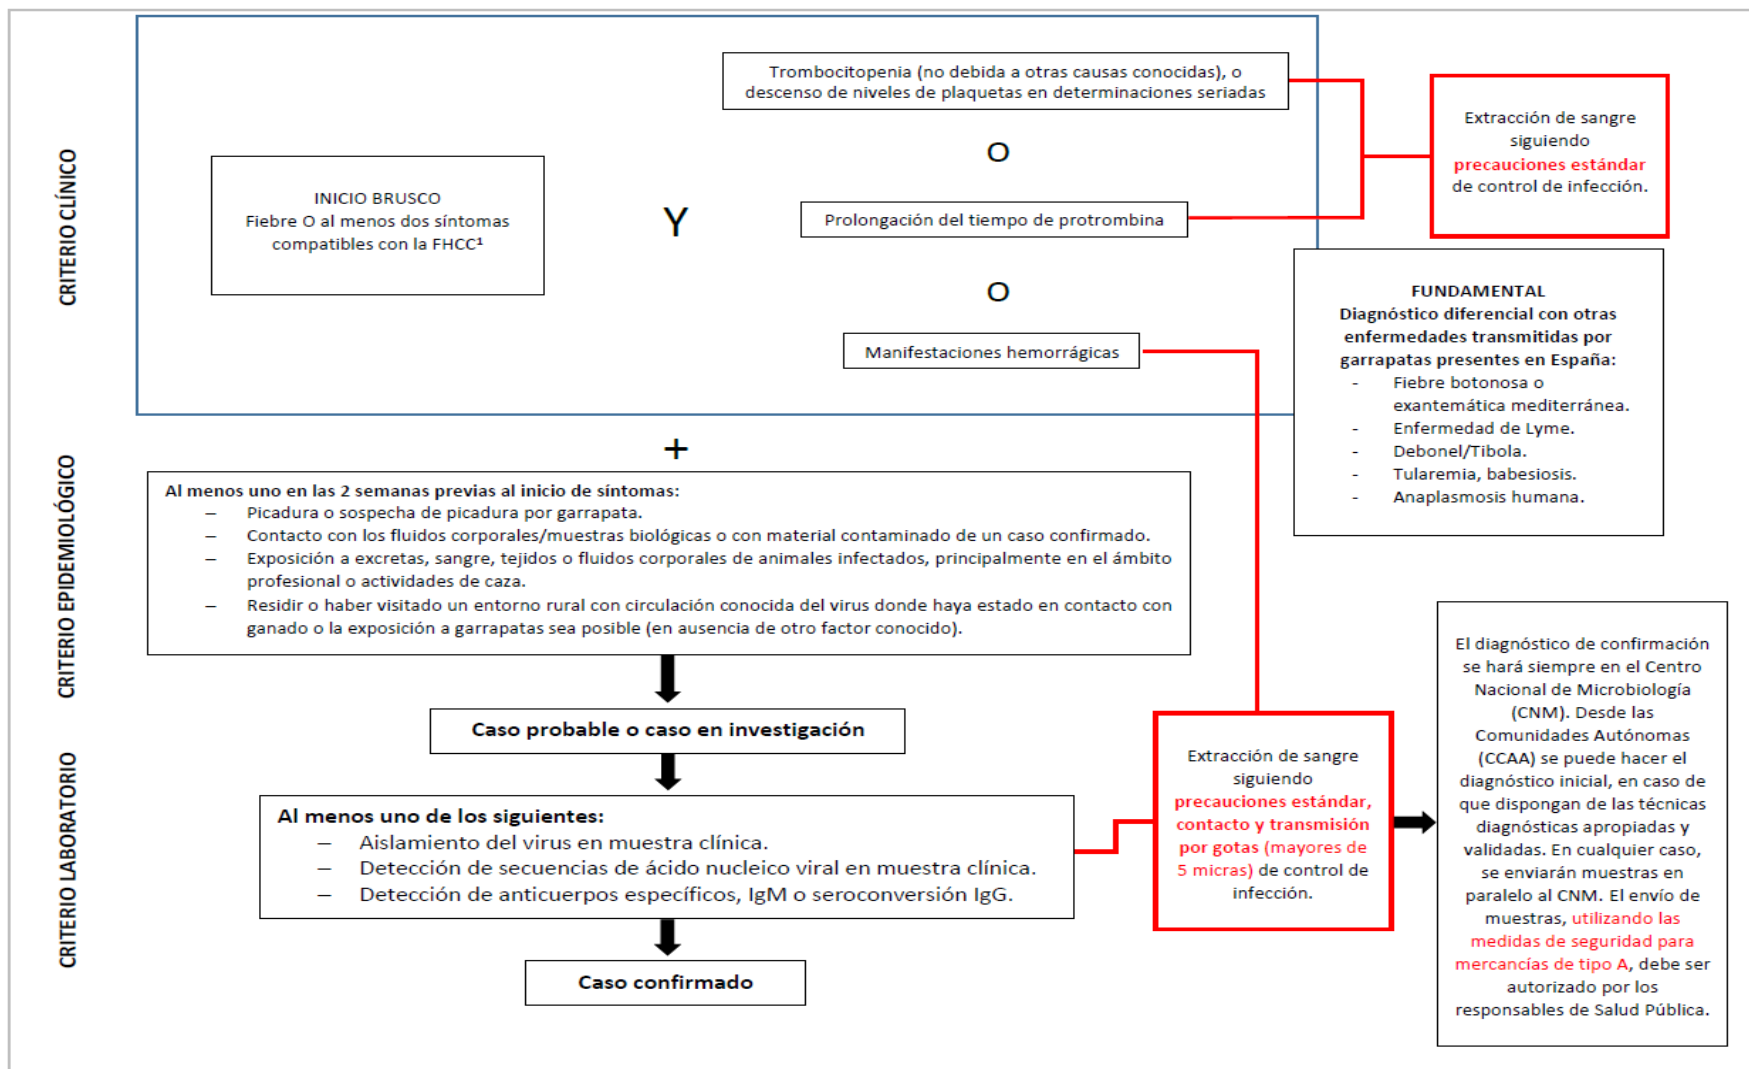 CRITERIO CLÍNICO
INICIO BRUSCO
Fiebre O al menos dos síntomas
compatibles con la FHCC¹
Y
Trombocitopenia (no debida a otras causas conocidas), o
descenso de niveles de plaquetas en determinaciones seriadas
O
Prolongación del tiempo de protrombina
O
Manifestaciones hemorrágicas
Extracción de sangre
siguiendo
precauciones estándar
de control de infección.
FUNDAMENTAL
Diagnóstico diferencial con otras
enfermedades transmitidas por
garrapatas presentes en España:
- Fiebre botonosa o
exantemática mediterránea.
- Enfermedad de Lyme.
- Debonel/Tibola.
- Tularemia, babesiosis.
- Anaplasmosis humana.
+
CRITERIO EPIDEMIOLÓGICO
Al menos uno en las 2 semanas previas al inicio de síntomas:
– Picadura o sospecha de picadura por garrapata.
– Contacto con los fluidos corporales/muestras biológicas o con material contaminado de un caso confirmado.
– Exposición a excretas, sangre, tejidos o fluidos corporales de animales infectados, principalmente en el ámbito
profesional o actividades de caza.
– Residir o haber visitado un entorno rural con circulación conocida del virus donde haya estado en contacto con
ganado o la exposición a garrapatas sea posible (en ausencia de otro factor conocido).
Caso probable o caso en investigación
CRITERIO LABORATORIO
Al menos uno de los siguientes:
– Aislamiento del virus en muestra clínica.
– Detección de secuencias de ácido nucleico viral en muestra clínica.
– Detección de anticuerpos específicos, IgM o seroconversión IgG.
Caso confirmado
Extracción de sangre
siguiendo
precauciones estándar,
contacto y transmisión
por gotas (mayores de
5 micras) de control de
infección.
El diagnóstico de confirmación
se hará siempre en el Centro
Nacional de Microbiología
(CNM). Desde las
Comunidades Autónomas
(CCAA) se puede hacer el
diagnóstico inicial, en caso de
que dispongan de las técnicas
diagnósticas apropiadas y
validadas. En cualquier caso,
se enviarán muestras en
paralelo al CNM. El envío de
muestras, utilizando las
medidas de seguridad para
mercancías de tipo A, debe ser
autorizado por los
responsables de Salud Pública.